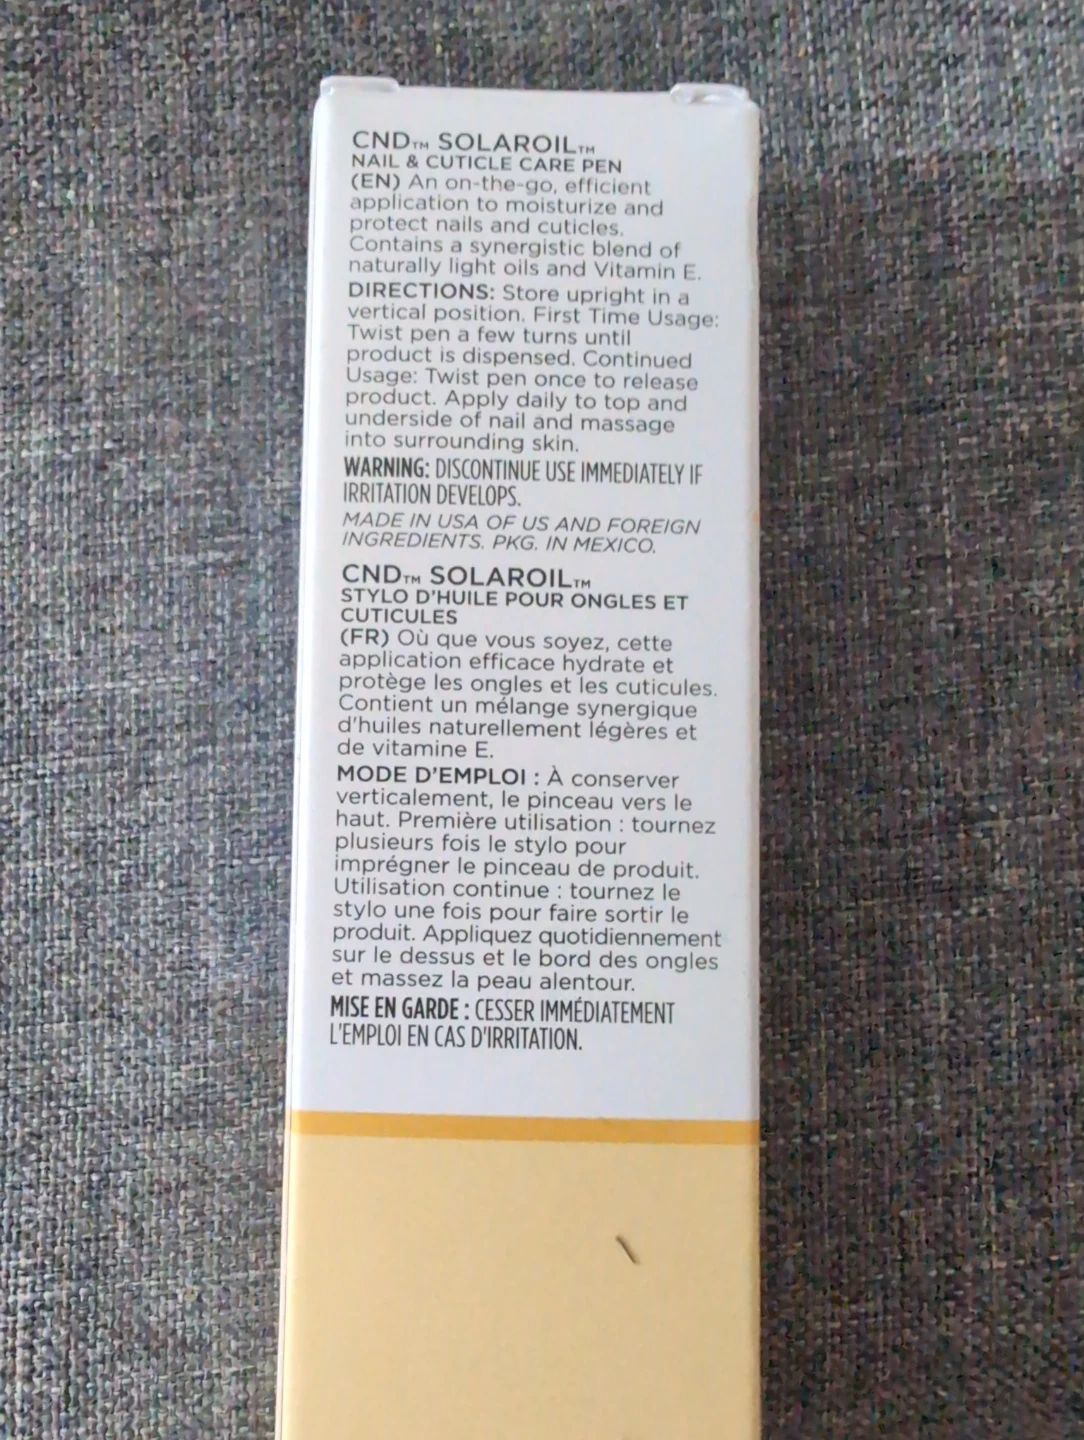 CND™ SOLAROIL™
NAIL & CUTICLE CARE PEN
(EN) An on-the-go, efficient
application to moisturize and
protect nails and cuticles.
Contains a synergistic blend of
naturally light oils and Vitamin E.
DIRECTIONS: Store upright in a
vertical position. First Time Usage:
Twist pen a few turns until
product is dispensed. Continued
Usage: Twist pen once to release
product. Apply daily to top and
underside of nail and massage
into surrounding skin.
WARNING: DISCONTINUE USE IMMEDIATELY IF
IRRITATION DEVELOPS.
MADE IN USA OF US AND FOREIGN
INGREDIENTS. PKG. IN MEXICO.
CND™ SOLAROIL™
STYLO D'HUILE POUR ONGLES ET
CUTICULES
(FR) Où que vous soyez, cette
application efficace hydrate et
protège les ongles et les cuticules.
Contient un mélange synergique
d'huiles naturellement légères et
de vitamine E.
MODE D'EMPLOI : À conserver
verticalement, le pinceau vers le
haut. Première utilisation : tournez
plusieurs fois le stylo pour
imprégner le pinceau de produit.
Utilisation continue : tournez le
stylo une fois pour faire sortir le
produit. Appliquez quotidiennement
sur le dessus et le bord des ongles
et massez la peau alentour.
MISE EN GARDE : CESSER IMMÉDIATEMENT
L'EMPLOI EN CAS D'IRRITATION.